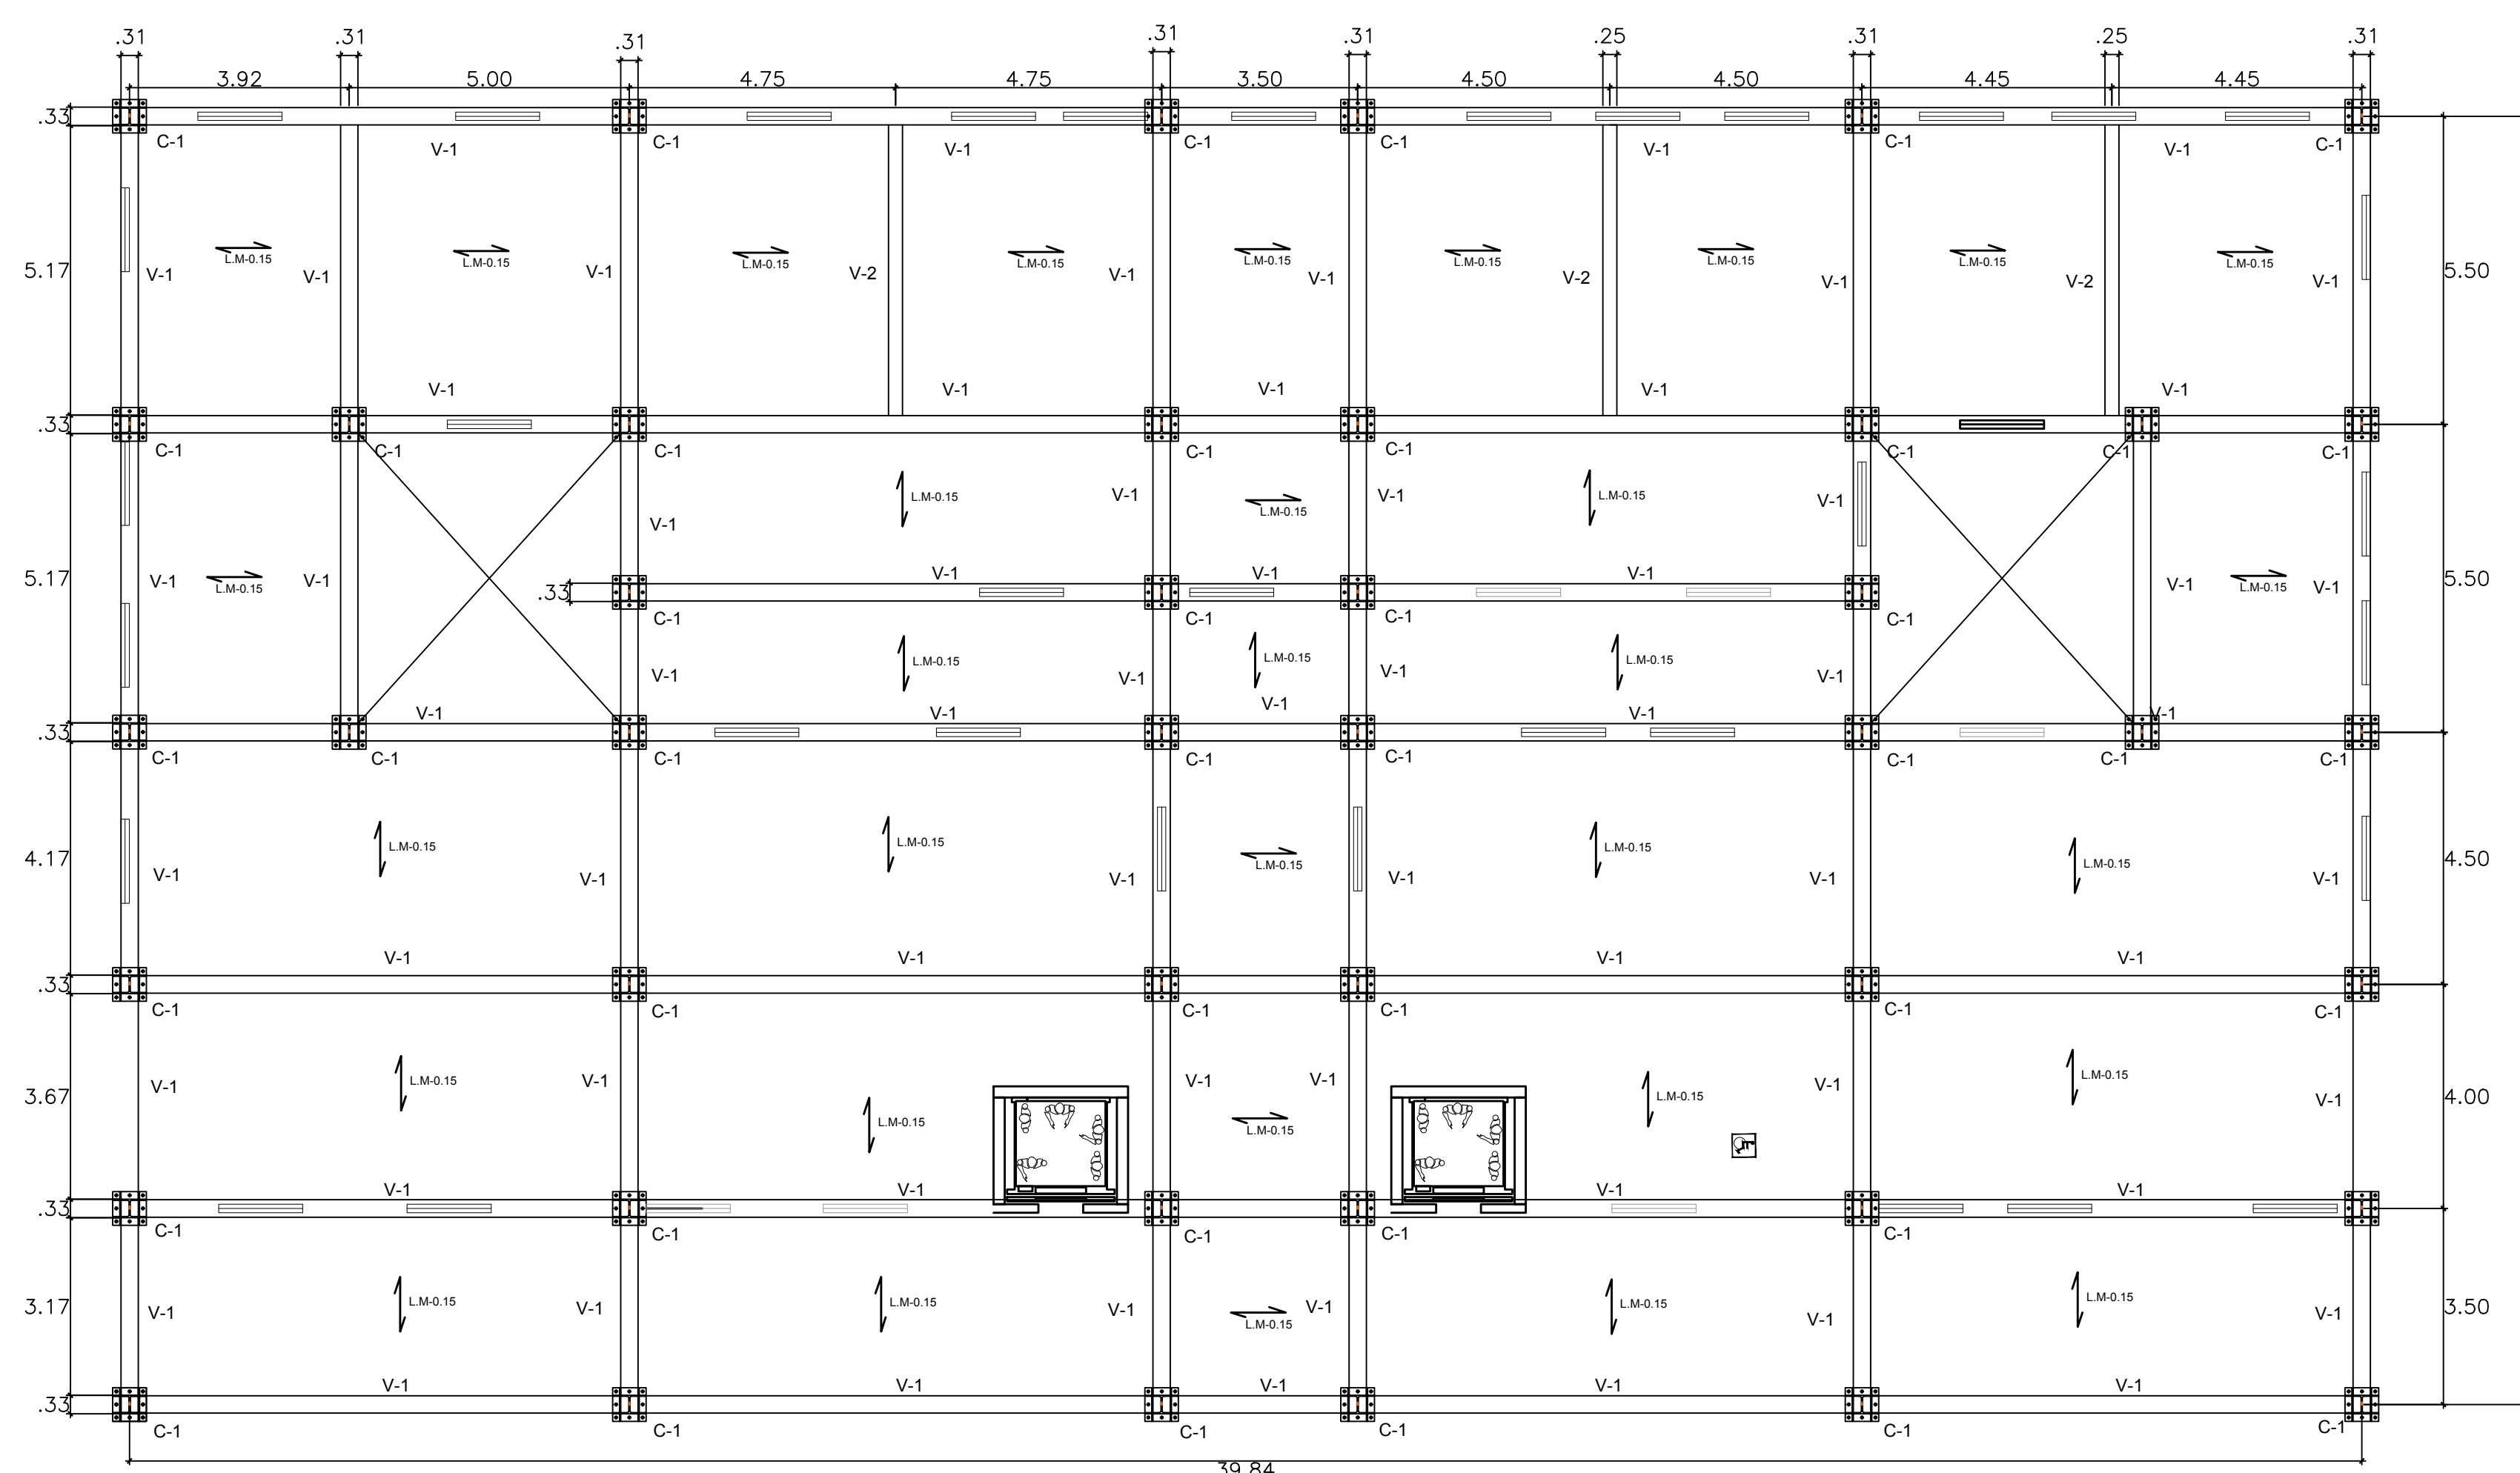 .31 .31 .31 .31 .31 .25 .31 .25 .31
3.92 5.00 4.75 4.75 3.50 4.50 4.50 4.45 4.45
.33
C-1 C-1 C-1 C-1 C-1 C-1
V-1 V-1 V-1 V-1
L.M-0.15 L.M-0.15 L.M-0.15 L.M-0.15 L.M-0.15 L.M-0.15 L.M-0.15 L.M-0.15 L.M-0.15
5.17 V-1 V-1 V-1 V-2 V-1 V-1 V-2 V-1 V-2 V-1 5.50
V-1 V-1 V-1 V-1 V-1
.33
C-1 C-1 C-1 C-1 C-1 C-1 C-1 C-1
V-1 L.M-0.15 V-1 L.M-0.15 V-1 L.M-0.15 V-1
5.17 V-1 L.M-0.15 V-1 V-1 V-1 V-1 V-1 L.M-0.15 V-1 5.50
.33
C-1 C-1 C-1 C-1
V-1 L.M-0.15 V-1 L.M-0.15 V-1 L.M-0.15 V-1
V-1 V-1 V-1 V-1 V-1
.33
C-1 C-1 C-1 C-1 C-1 C-1 C-1 C-1
L.M-0.15 L.M-0.15 L.M-0.15 L.M-0.15 L.M-0.15
4.17 V-1 V-1 V-1 V-1 V-1 V-1 4.50
V-1 V-1 V-1 V-1
.33
C-1 C-1 C-1 C-1 C-1 C-1
3.67 V-1 L.M-0.15 V-1 L.M-0.15 V-1 L.M-0.15 V-1 L.M-0.15 V-1 L.M-0.15 V-1 4.00
V-1 V-1 V-1 V-1
.33
C-1 C-1 C-1 C-1 C-1 C-1
3.17 V-1 L.M-0.15 V-1 L.M-0.15 V-1 L.M-0.15 V-1 L.M-0.15 V-1 L.M-0.15 V-1 3.50
V-1 V-1 V-1 V-1 V-1
.33
C-1 C-1 C-1 C-1 C-1 C-1
39.84